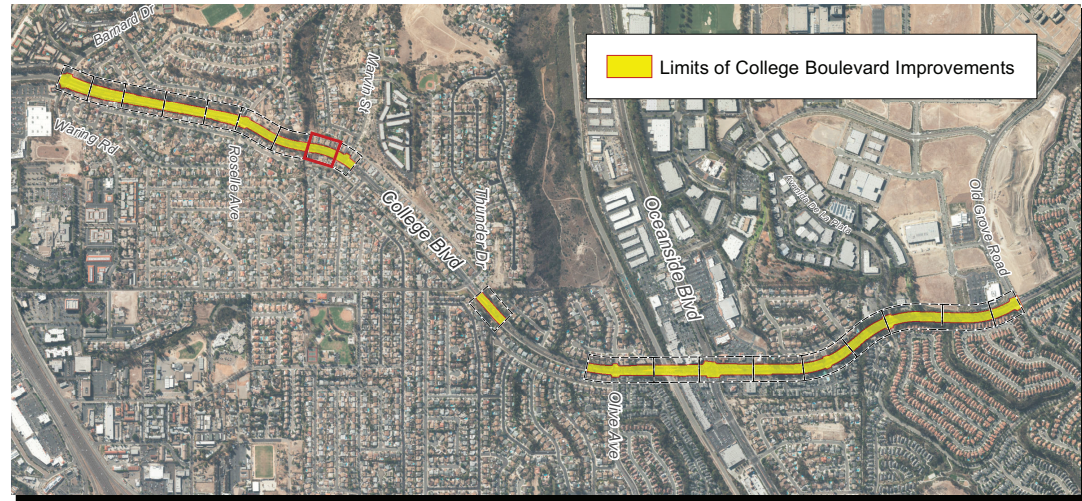 Barnard Dr
Limits of College Boulevard Improvements
Marvin St
Waring Rd
Roselle Ave
College Blvd
Thunder Dr
Oceanside Blvd
Avenida De La Plata
Old Grove Road
Olive Ave